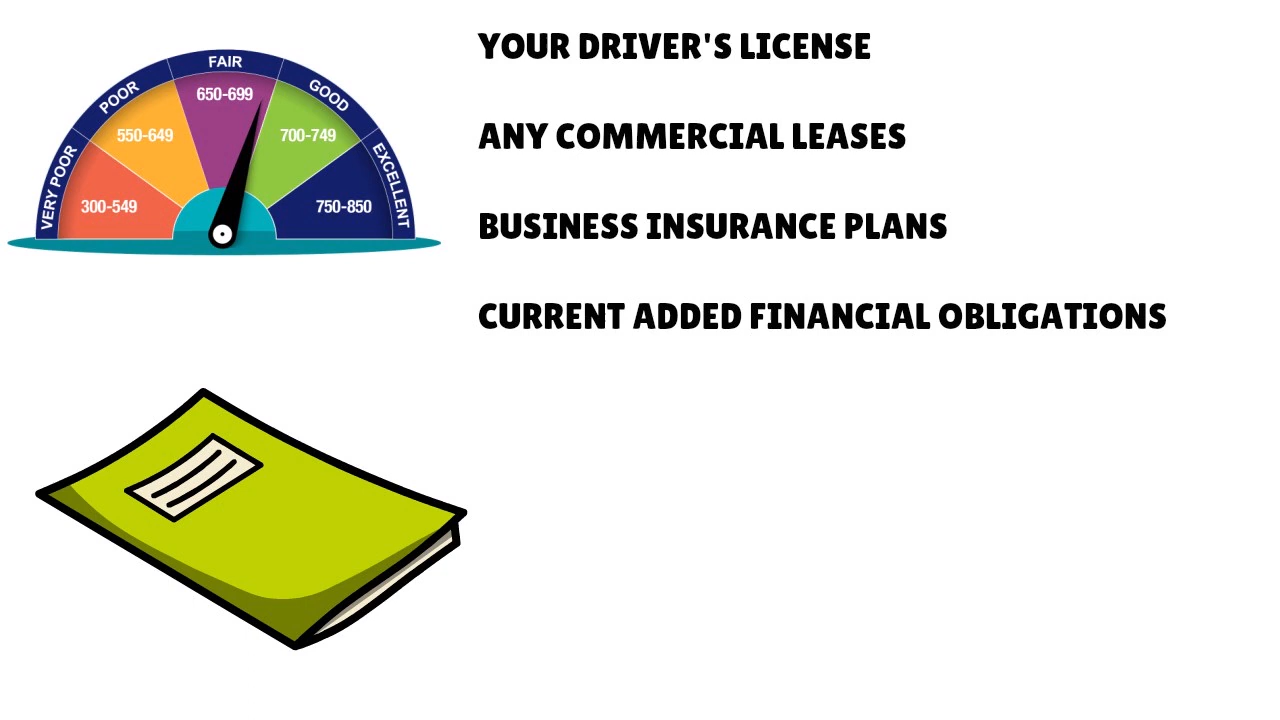 FAIR
POOR
GOOD
VERY POOR
EXCELLENT
650-699
550-649
700-749
300-549
750-850
YOUR DRIVER'S LICENSE
ANY COMMERCIAL LEASES
BUSINESS INSURANCE PLANS
CURRENT ADDED FINANCIAL OBLIGATIONS